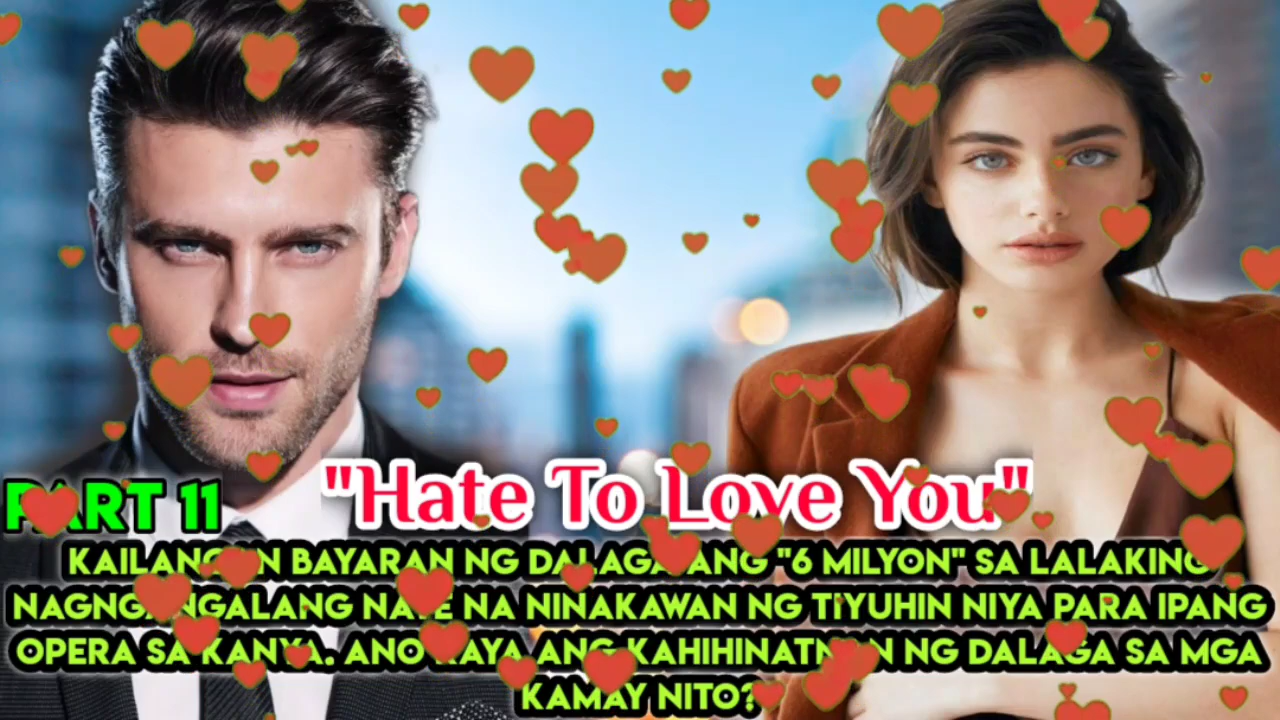 PART 11
"Hate To Love You"
KAILANGAN BAYARAN NG DALAGA ANG "6 MILYON" SA LALAKING
NAGNGANGALANG NATE NA NINAKAWAN NG TIYUHIN NIYA PARA IPANG
OPERA SA KANYA. ANO KAYA ANG KAHIHINATNAN NG DALAGA SA MGA
KAMAY NITO?